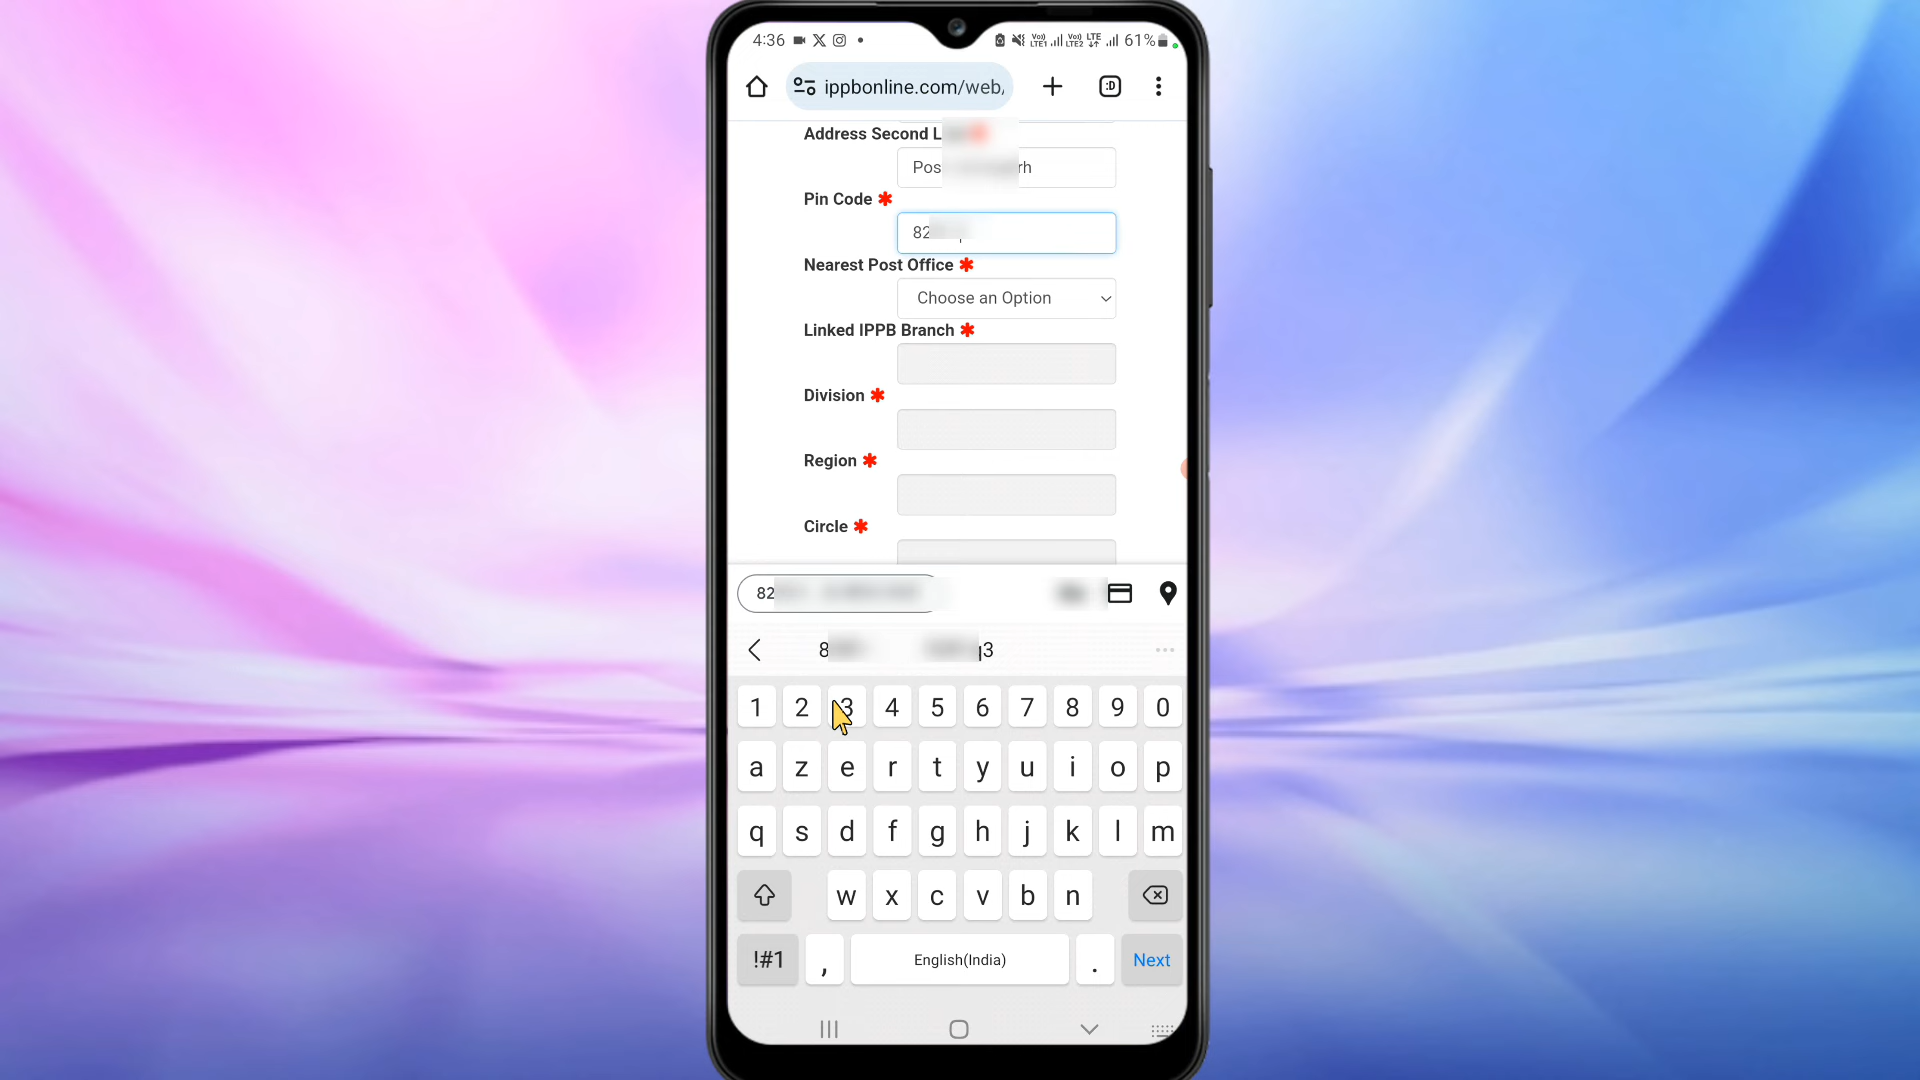 4:36 61%
ippbonline.com/web,
:D
Address Second L
Pos rh
Pin Code *
82
Nearest Post Office *
Choose an Option
Linked IPPB Branch *
Division *
Region *
Circle *
82
8 3
1 2 3 4 5 6 7 8 9 0
a z e r t y u i o p
q s d f g h j k l m
w x c v b n
!#1 , English(India) . Next